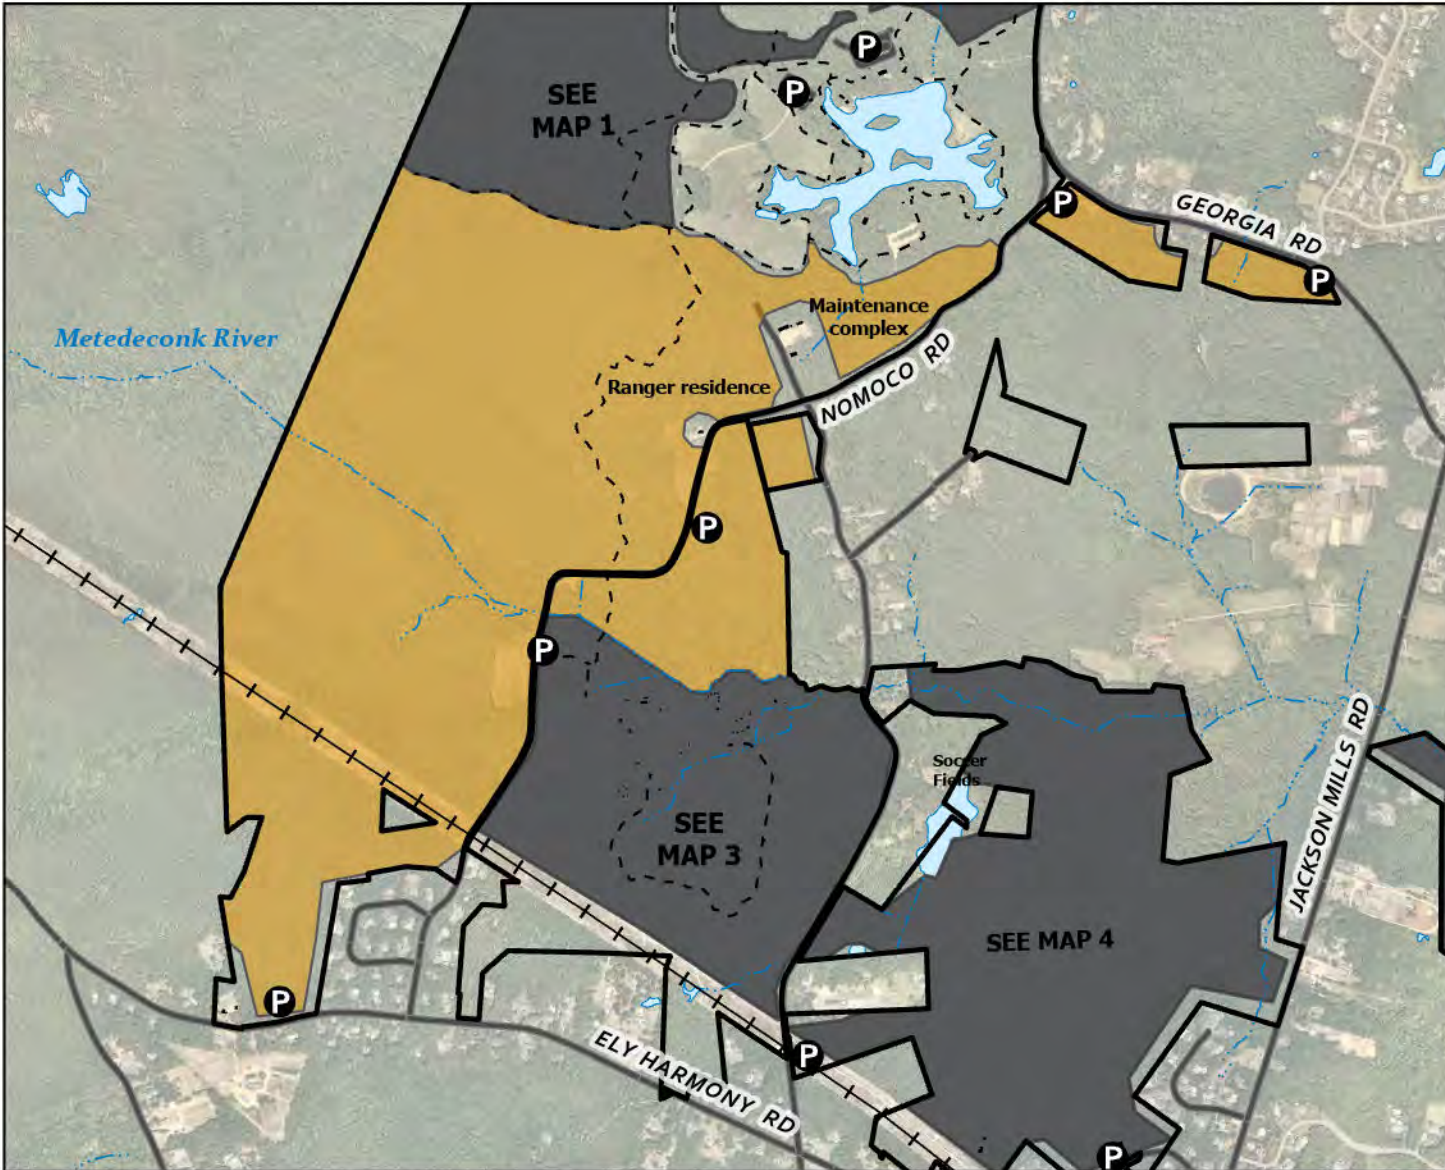 P
SEE
MAP 1
P
P
GEORGIA RD
P
Maintenance
complex
Metedeconk River
NOMOCO RD
Ranger residence
P
P
JACKSON MILLS RD
Soccer
Fields
SEE
MAP 3
SEE MAP 4
P
ELY HARMONY RD
P
P